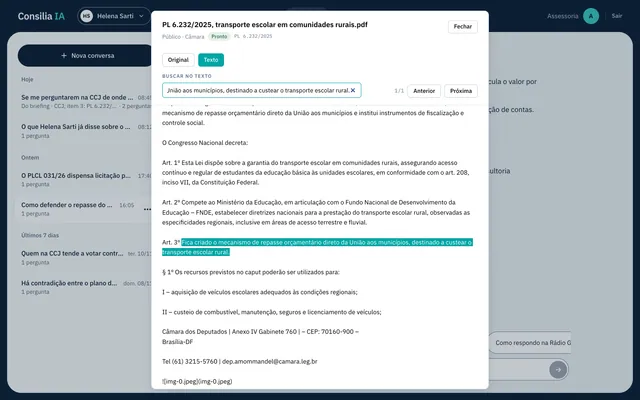 Consilia IA
HS Helena Sarti
Assessoria
A
Sair
+ Nova conversa
Hoje
Se me perguntarem na CCJ de onde ...
08:4
Do briefing · CCJ, item 3: PL 6.232/... · 2 pergunta
O que Helena Sarti já disse sobre o ...
08:
1 pergunta
Ontem
O PLCL 031/26 dispensa licitação p...
17:4
1 pergunta
Como defender o repasse do ...
16:05
...
1 pergunta
Últimos 7 dias
Quem na CCJ tende a votar contr...
ter. 10/
1 pergunta
Há contradição entre o plano d...
dom. 08/
1 pergunta
PL 6.232/2025, transporte escolar em comunidades rurais.pdf
Público · Câmara
Pronto
PL 6.232/2025
Fechar
Original
Texto
BUSCAR NO TEXTO
União aos municípios, destinado a custear o transporte escolar rural.
1/1
Anterior
Próxima
mecanismo de repasse orçamentário direto da União aos municípios e institui instrumentos de fiscalização e
controle social.
O Congresso Nacional decreta:
Art. 1º Esta Lei dispõe sobre a garantia do transporte escolar em comunidades rurais, assegurando acesso
contínuo e regular de estudantes da educação básica às unidades escolares, em conformidade com o art. 208,
inciso VII, da Constituição Federal.
Art. 2º Compete ao Ministério da Educação, em articulação com o Fundo Nacional de Desenvolvimento da
Educação – FNDE, estabelecer diretrizes nacionais para a prestação do transporte escolar rural, observadas as
especificidades regionais, inclusive em áreas de acesso terrestre e fluvial.
Art. 3º Fica criado o mecanismo de repasse orçamentário direto da União aos municípios, destinado a custear o
transporte escolar rural.
§ 1º Os recursos previstos no caput poderão ser utilizados para:
I – aquisição de veículos escolares adequados às condições regionais;
II – custeio de combustível, manutenção, seguros e licenciamento de veículos;
Câmara dos Deputados | Anexo IV Gabinete 760 | – CEP: 70160-900 –
Brasília-DF
Tel (61) 3215-5760 | dep.amommandel@camara.leg.br
![img-0.jpeg](img-0.jpeg)
cula o valor por
tação de contas.
sultoria
Como respondo na Rádio G